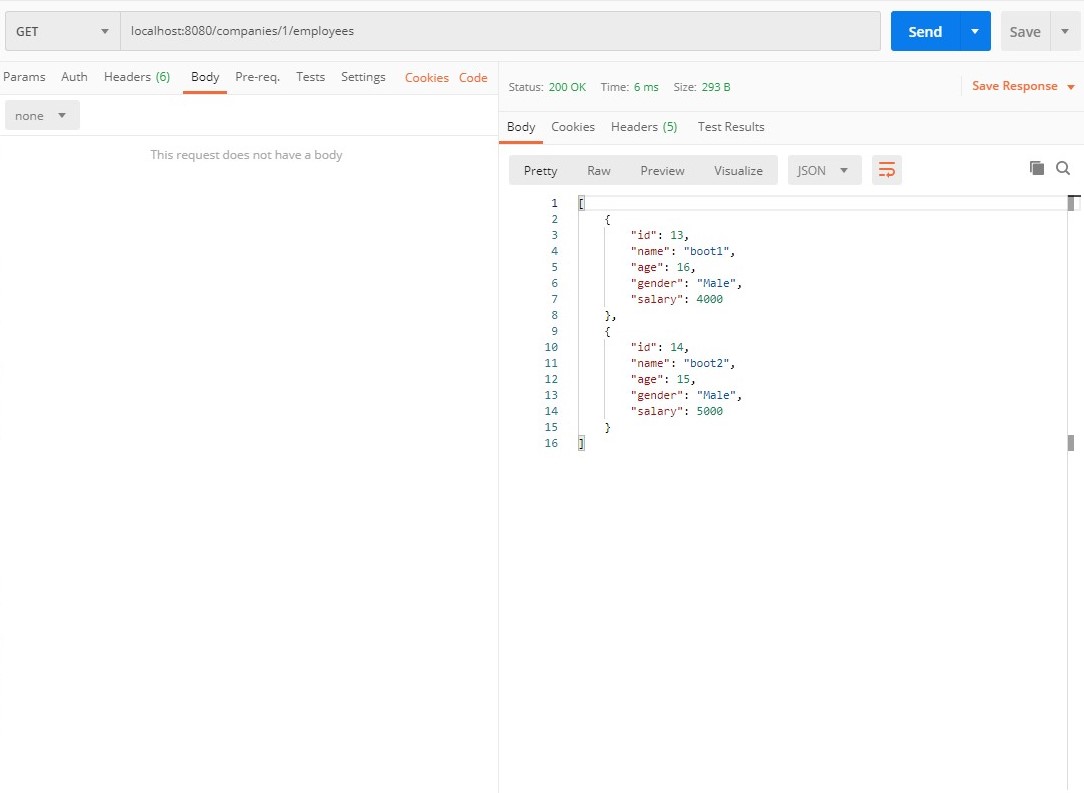 GET localhost:8080/companies/1/employees Send Save
Params Auth Headers (6) Body Pre-req. Tests Settings Cookies Code
none
This request does not have a body
Status: 200 OK Time: 6 ms Size: 293 B Save Response
Body Cookies Headers (5) Test Results
Pretty Raw Preview Visualize JSON
1 [
2 {
3 "id": 13,
4 "name": "boot1",
5 "age": 16,
6 "gender": "Male",
7 "salary": 4000
8 },
9 {
10 "id": 14,
11 "name": "boot2",
12 "age": 15,
13 "gender": "Male",
14 "salary": 5000
15 }
16 ]